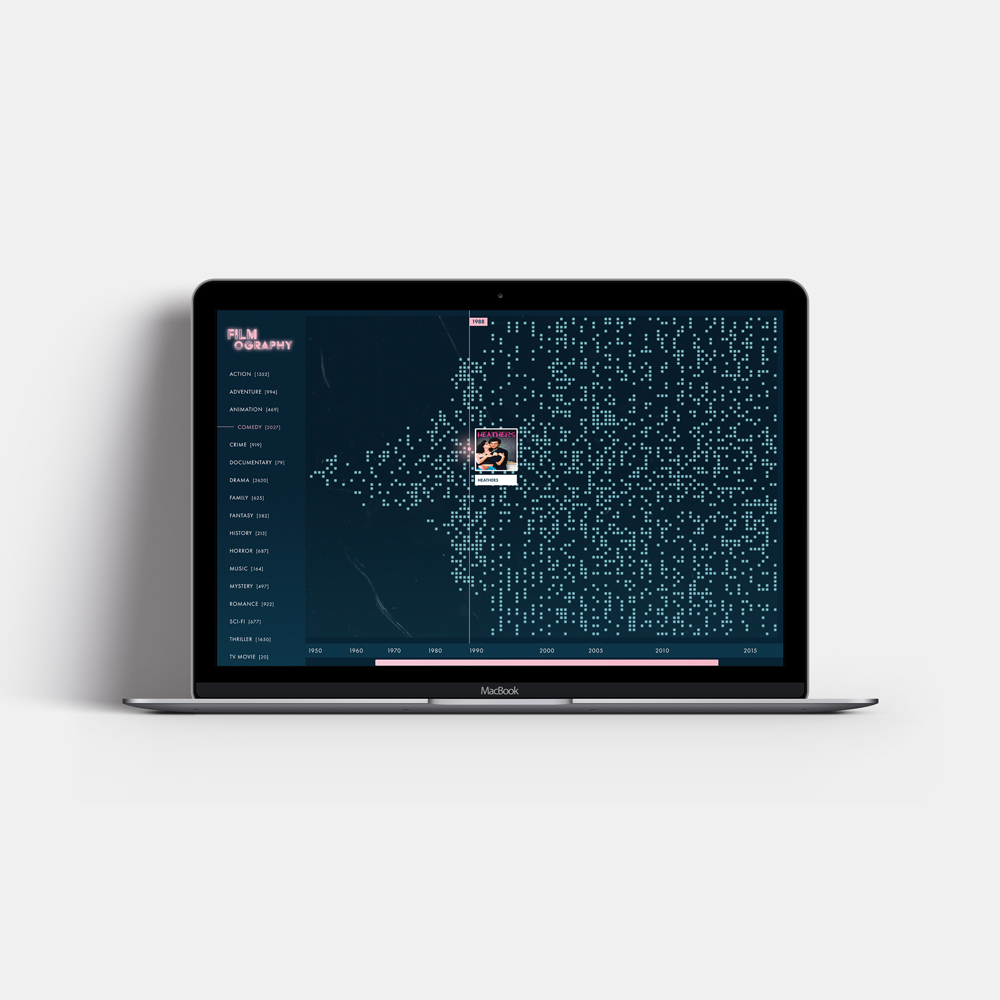 FILM
OGRAPHY
ACTION [1352]
ADVENTURE [994]
ANIMATION [469]
COMEDY [2027]
CRIME [919]
DOCUMENTARY [79]
DRAMA [2630]
FAMILY [625]
FANTASY [582]
HISTORY [213]
HORROR [687]
MUSIC [164]
MYSTERY [497]
ROMANCE [922]
SCI-FI [677]
THRILLER [1650]
TV MOVIE [20]
1988
HEATHERS
HEATHERS
1950 1960 1970 1980 1990 2000 2005 2010 2015
MacBook